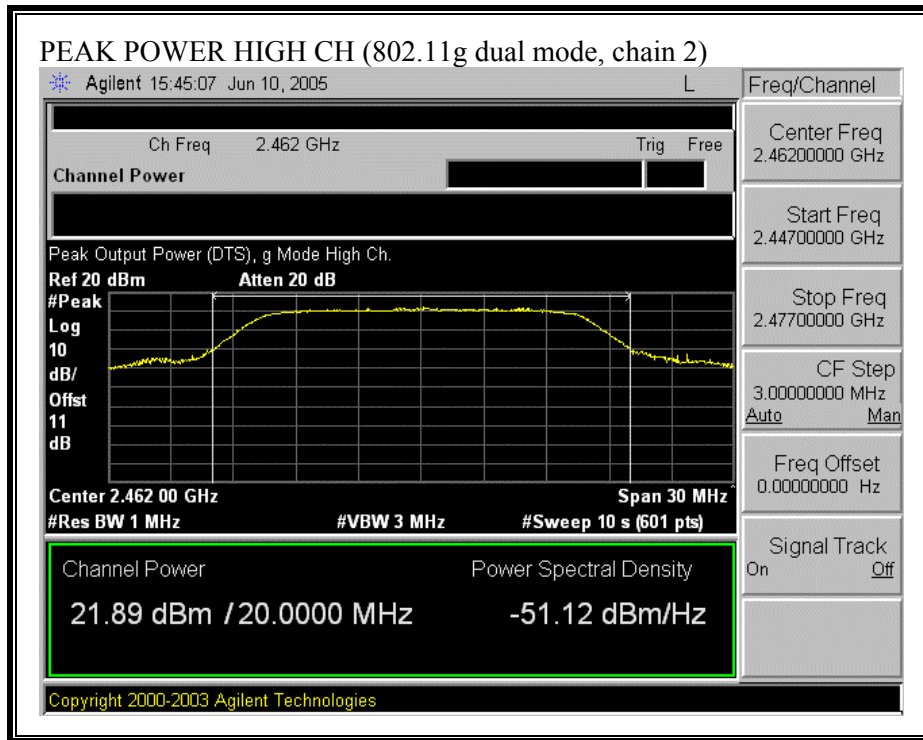 PEAK POWER HIGH CH (802.11g dual mode, chain 2)
Agilent 15:45:07 Jun 10, 2005 L
Freq/Channel
Ch Freq 2.462 GHz Trig Free
Channel Power
Peak Output Power (DTS), g Mode High Ch.
Ref 20 dBm Atten 20 dB
#Peak
Log
10
dB/
Offst
11
dB
Center 2.462 00 GHz Span 30 MHz
#Res BW 1 MHz #VBW 3 MHz #Sweep 10 s (601 pts)
Channel Power Power Spectral Density
21.89 dBm / 20.0000 MHz -51.12 dBm/Hz
Center Freq
2.46200000 GHz
Start Freq
2.44700000 GHz
Stop Freq
2.47700000 GHz
CF Step
3.00000000 MHz
Auto Man
Freq Offset
0.00000000 Hz
Signal Track
On Off
Copyright 2000-2003 Agilent Technologies